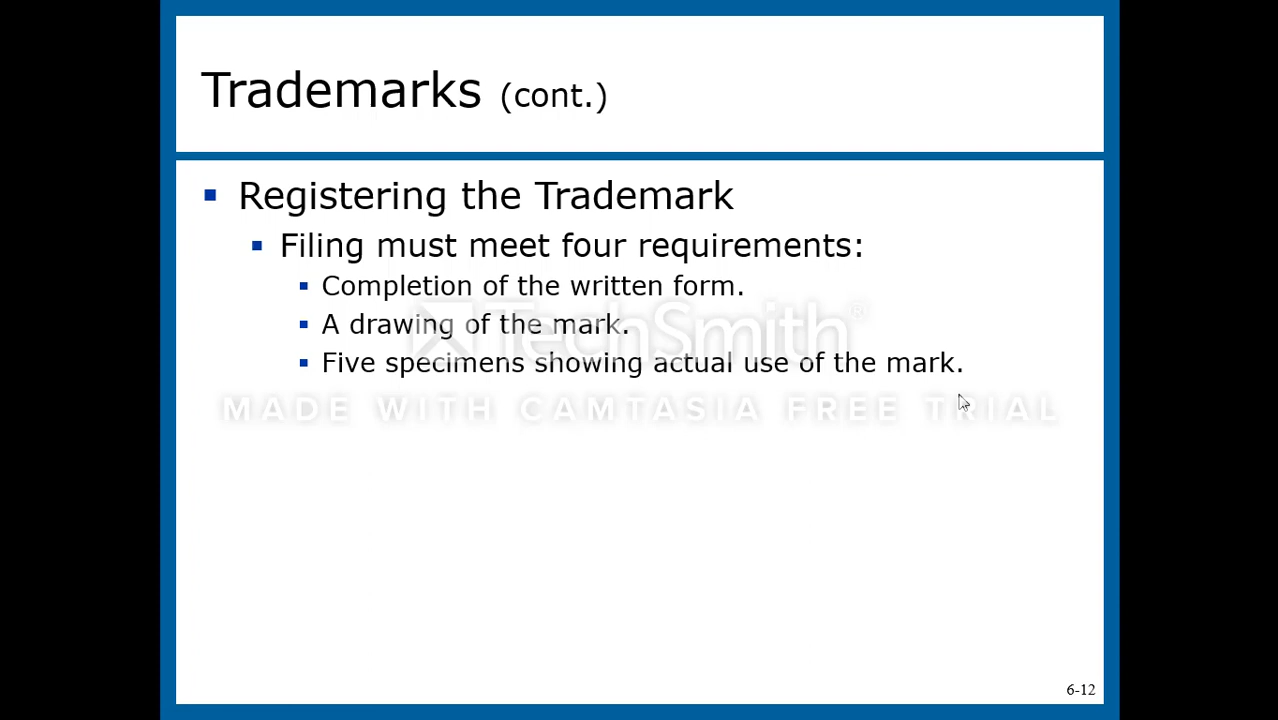 Trademarks (cont.)
Registering the Trademark
Filing must meet four requirements:
Completion of the written form.
A drawing of the mark.
Five specimens showing actual use of the mark.
TechSmith®
MADE WITH CAMTASIA FREE TRIAL
6-12